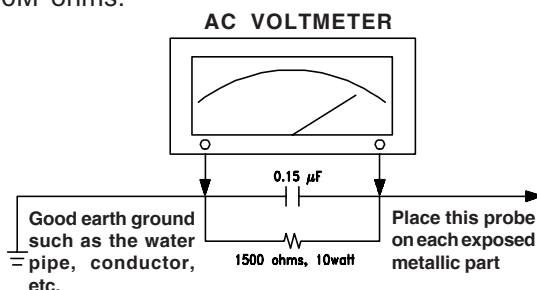 ohms.
AC VOLTMETER
0.15 μF
Good earth ground
such as the water
pipe, conductor,
etc.
1500 ohms, 10watt
Place this probe
on each exposed
metallic part